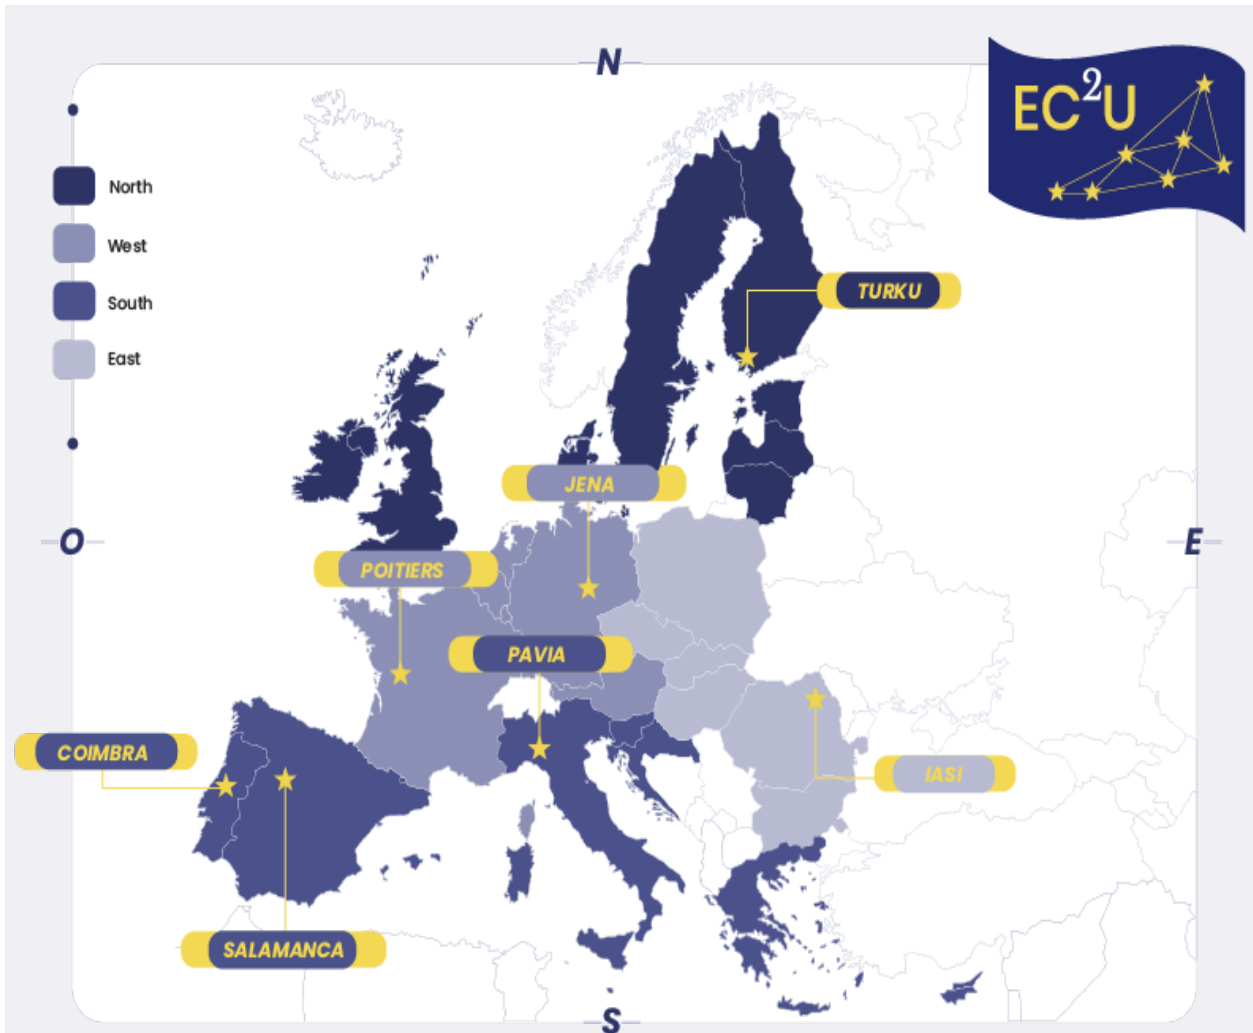 N
EC²U
North
West
South
East
TURKU
JENA
O
E
POITIERS
PAVIA
COIMBRA
IASI
SALAMANCA
S